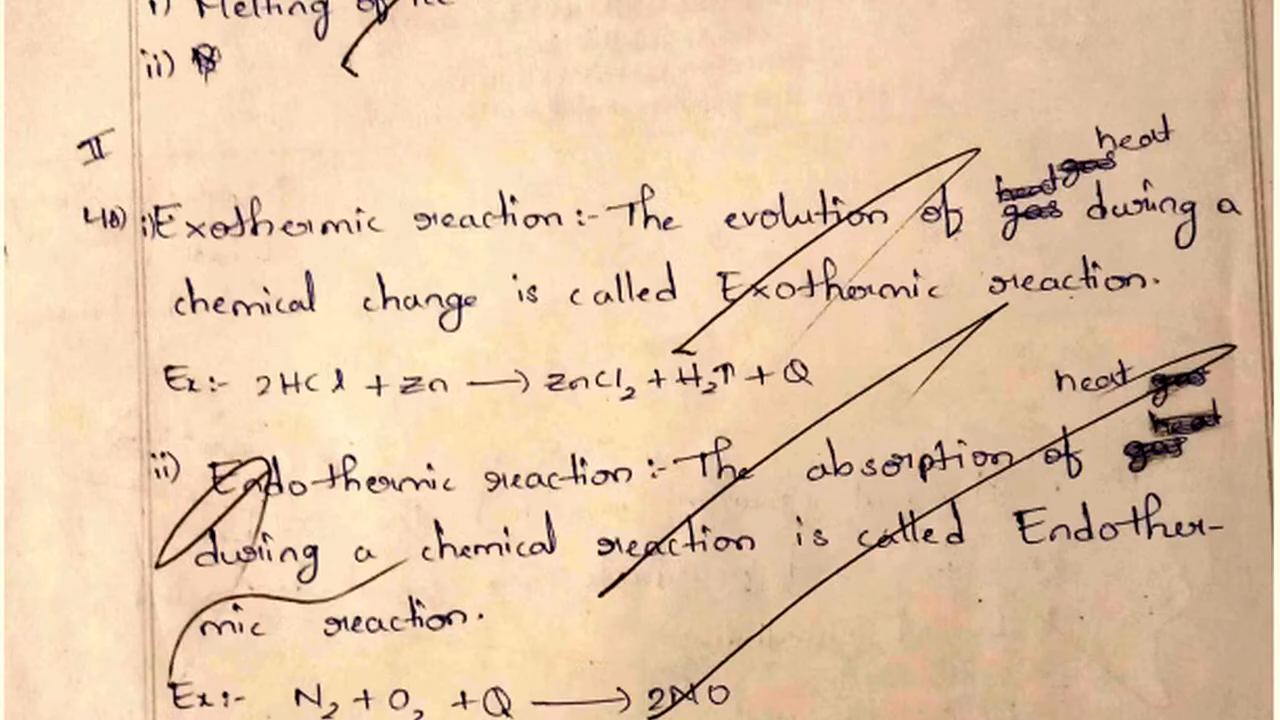 i) Melting of ice
ii)
II
4a) i) Exothermic reaction:- The evolution of heat during a
chemical change is called Exothermic reaction.
Ex:- 2HCl + Zn → ZnCl₂ + H₂↑ + Q
ii) Endothermic reaction:- The absorption of heat
during a chemical reaction is called Endother-
mic reaction.
Ex:- N₂ + O₂ + Q → 2NO